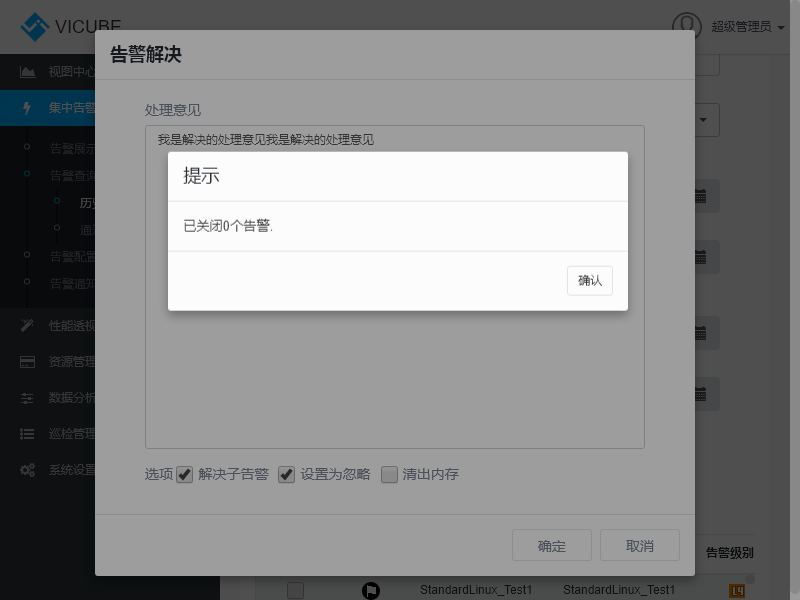 VICUBE
超级管理员
告警解决
视图中心
集中告警
告警展示
告警查询
告警配置
告警通知
性能透视
资源管理
数据分析
巡检管理
系统设置
处理意见
我是解决的处理意见我是解决的处理意见
提示
已关闭0个告警.
确认
选项 解决子告警 设置为忽略 清出内存
确定 取消
告警级别
StandardLinux_Test1 StandardLinux_Test1